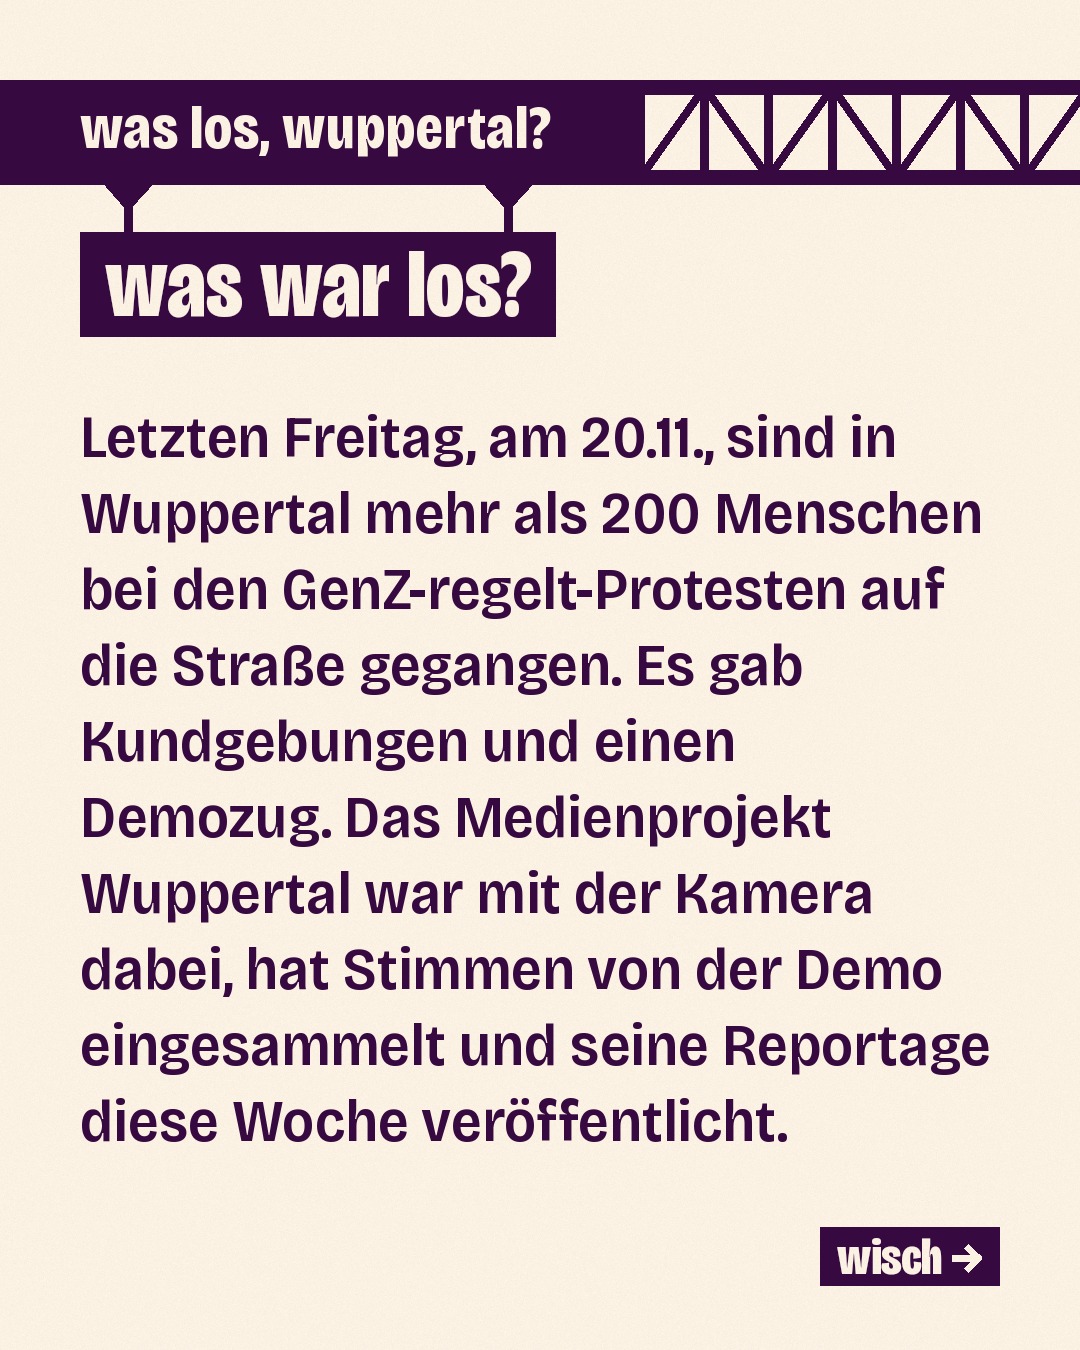 was los, wuppertal?
was war los?
Letzten Freitag, am 20.11., sind in
Wuppertal mehr als 200 Menschen
bei den GenZ-regelt-Protesten auf
die Straße gegangen. Es gab
Kundgebungen und einen
Demozug. Das Medienprojekt
Wuppertal war mit der Kamera
dabei, hat Stimmen von der Demo
eingesammelt und seine Reportage
diese Woche veröffentlicht.
wisch →